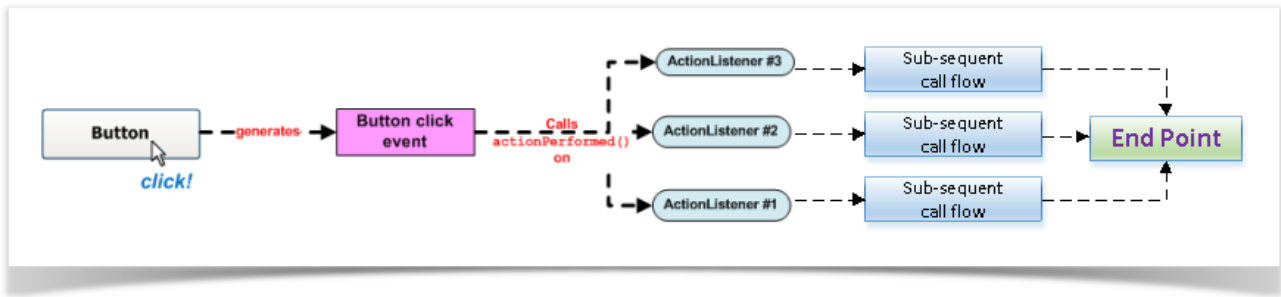 Button
click!
generates
Button click
event
Calls
actionPerformed()
on
ActionListener #3
Sub-sequent
call flow
ActionListener #2
Sub-sequent
call flow
ActionListener #1
Sub-sequent
call flow
End Point